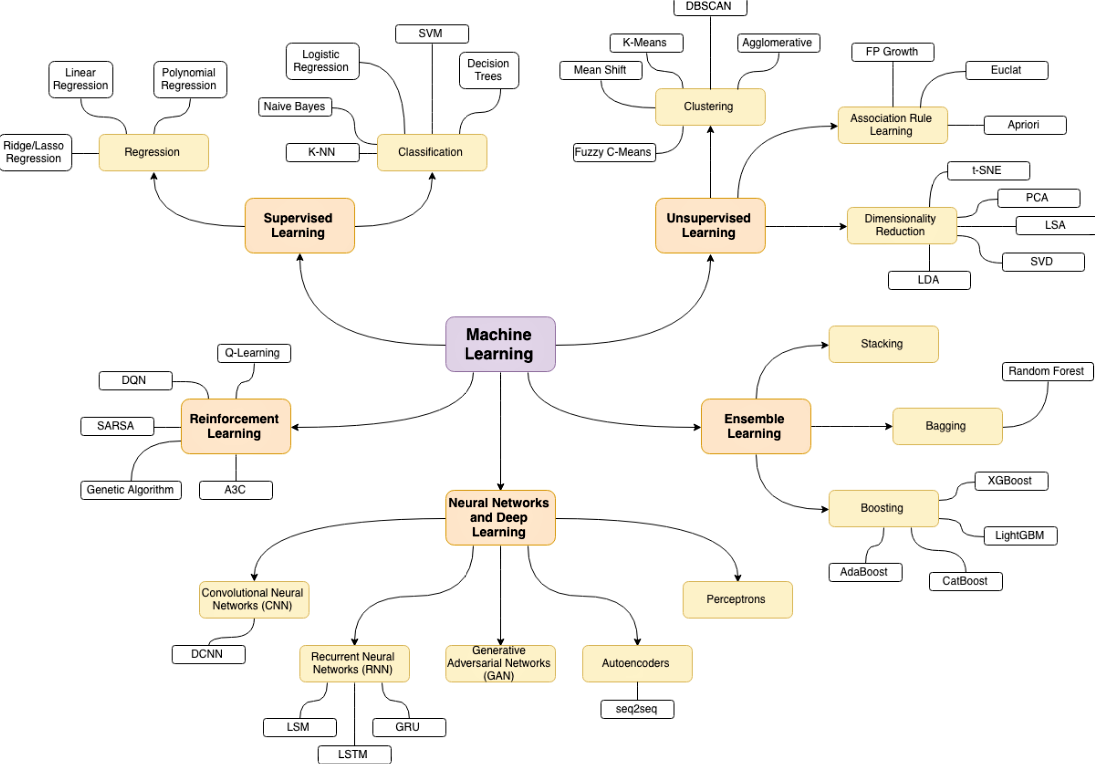 DBSCAN
SVM
K-Means
Agglomerative
Logistic
Regression
FP Growth
Linear
Regression
Polynomial
Regression
Decision
Trees
Mean Shift
Euclat
Naive Bayes
Clustering
Association Rule
Learning
Apriori
Ridge/Lasso
Regression
Regression
K-NN
Classification
Fuzzy C-Means
t-SNE
PCA
Supervised
Learning
Unsupervised
Learning
Dimensionality
Reduction
LSA
SVD
LDA
Machine
Learning
Stacking
Q-Learning
Random Forest
DQN
SARSA
Reinforcement
Learning
Ensemble
Learning
Bagging
Genetic Algorithm
A3C
XGBoost
Neural Networks
and Deep
Learning
Boosting
LightGBM
AdaBoost
CatBoost
Convolutional Neural
Networks (CNN)
Perceptrons
DCNN
Recurrent Neural
Networks (RNN)
Generative
Adversarial Networks
(GAN)
Autoencoders
seq2seq
LSM
GRU
LSTM